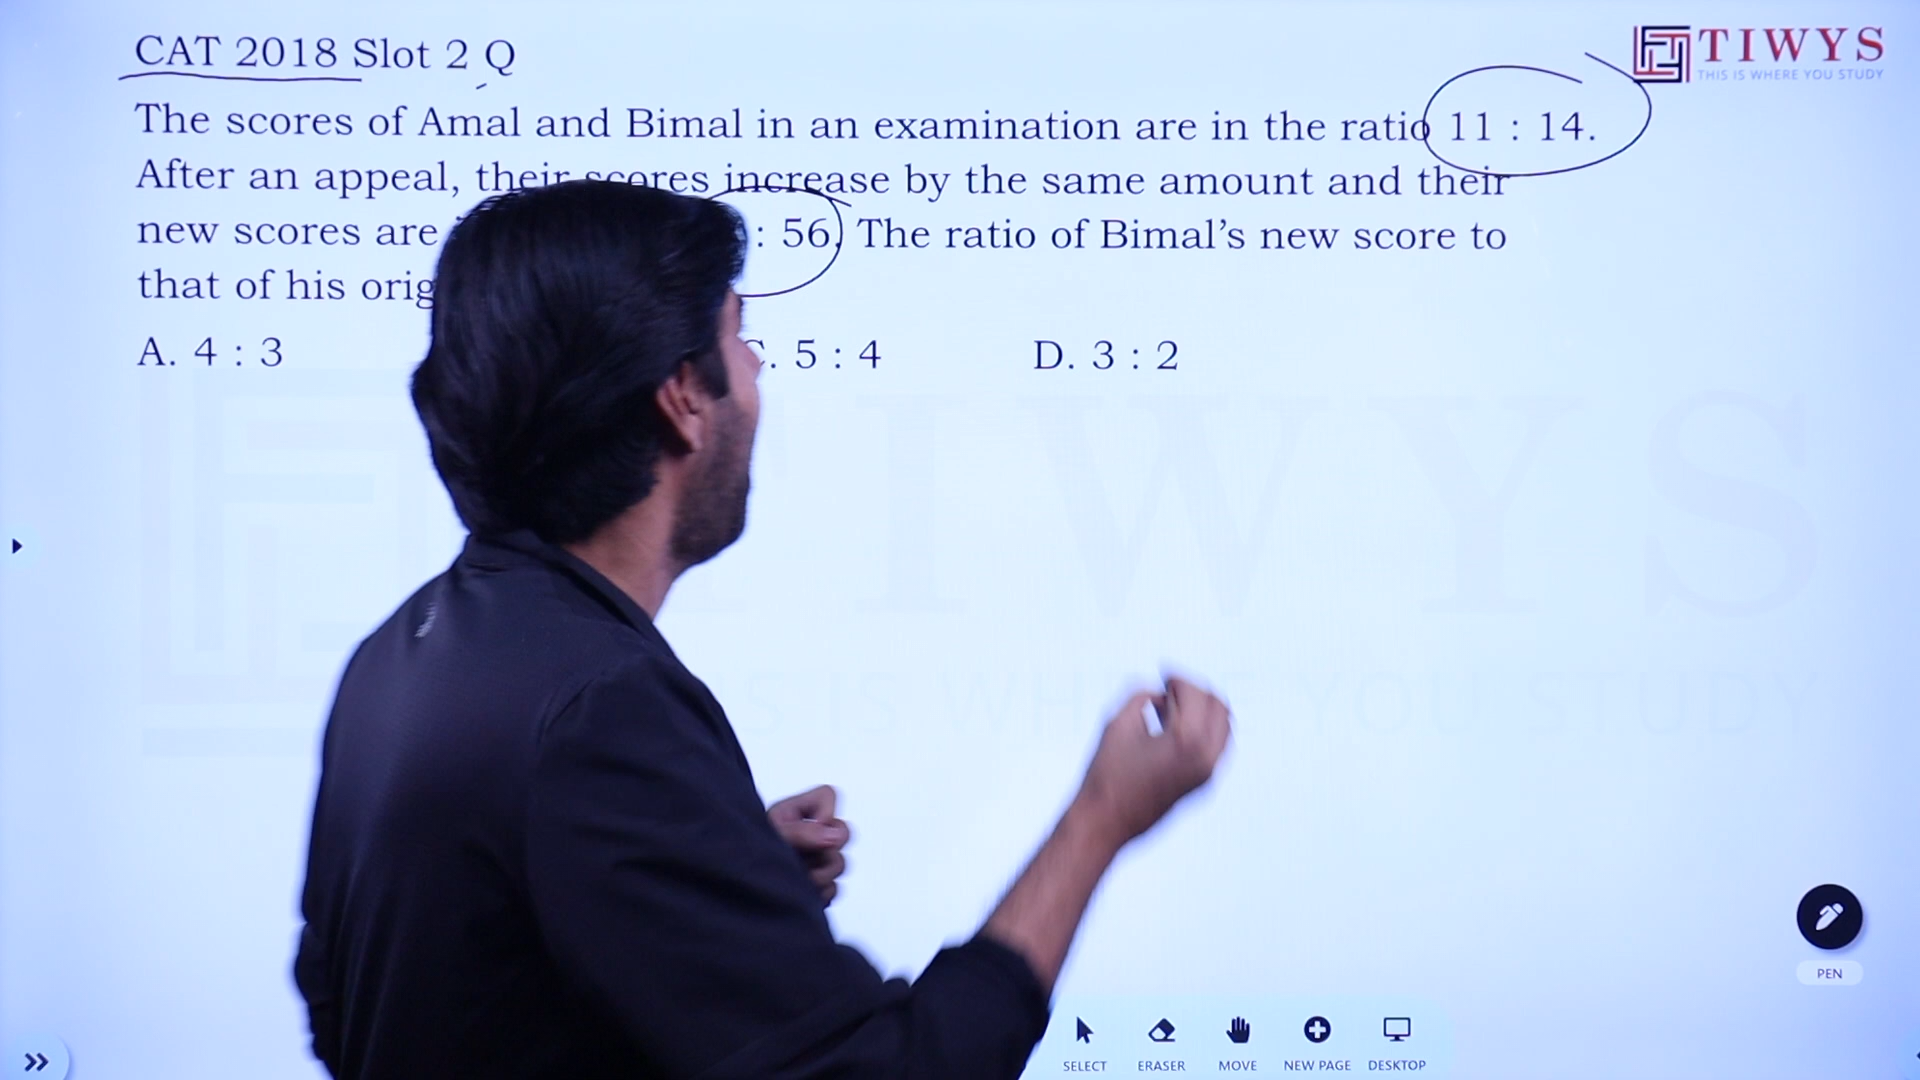 CAT 2018 Slot 2 Q
TIWYS
THIS IS WHERE YOU STUDY
The scores of Amal and Bimal in an examination are in the ratio 11 : 14.
After an appeal, their scores increase by the same amount and their
new scores are : 56. The ratio of Bimal's new score to
that of his orig
A. 4 : 3 C. 5 : 4 D. 3 : 2
TIWYS
PEN
SELECT ERASER MOVE NEW PAGE DESKTOP